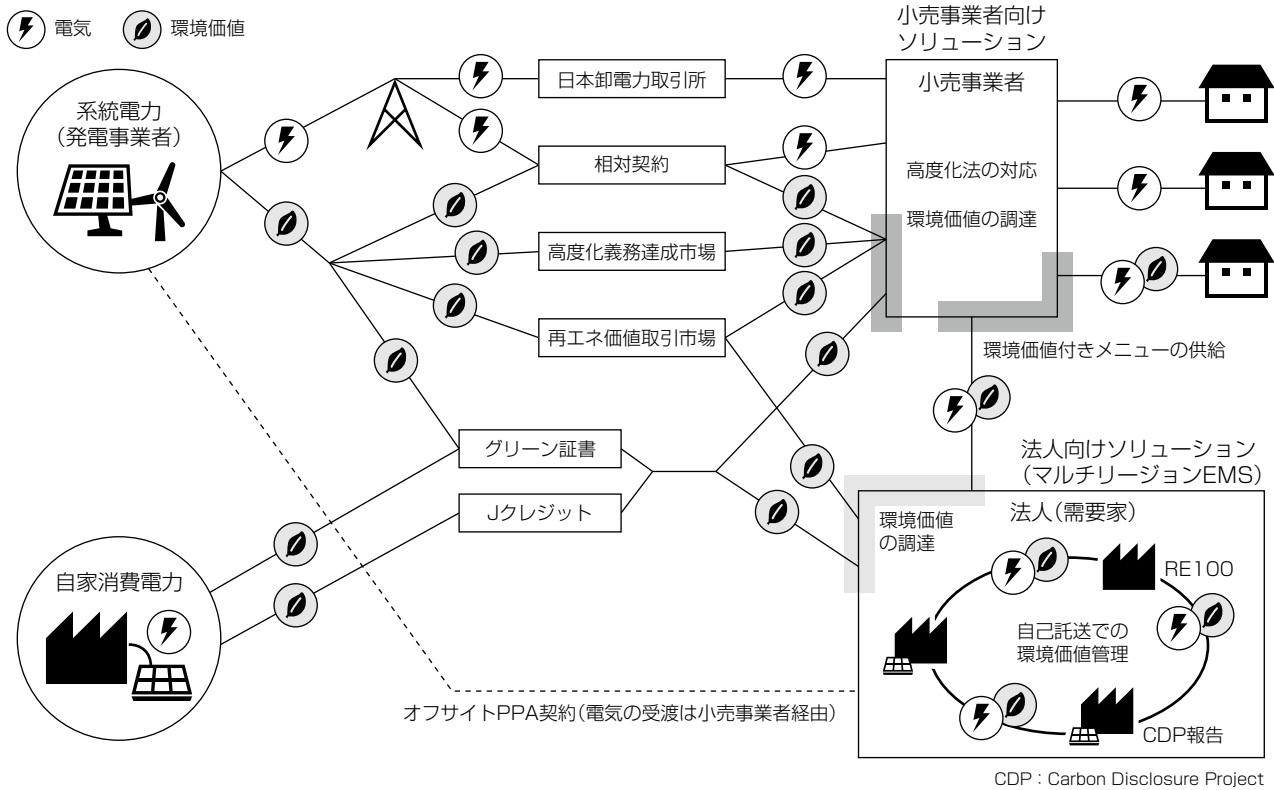 電気
環境価値
小売事業者向け
ソリューション
系統電力
(発電事業者)
日本卸電力取引所
小売事業者
相対契約
高度化法の対応
環境価値の調達
高度化義務達成市場
再エネ価値取引市場
環境価値付きメニューの供給
グリーン証書
Jクレジット
法人向けソリューション
(マルチリージョンEMS)
環境価値
の調達
法人(需要家)
RE100
自家消費電力
自己託送での
環境価値管理
オフサイトPPA契約(電気の受渡は小売事業者経由)
CDP報告
CDP:Carbon Disclosure Project